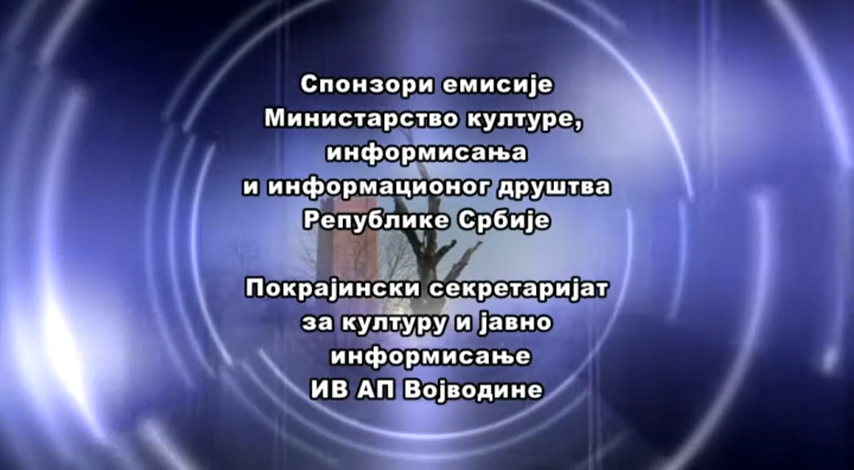 Спонзори емисије
Министарство културе,
информисања
и информационог друштва
Републике Србије
Покрајински секретаријат
за културу и јавно
информисање
ИВ АП Војводине